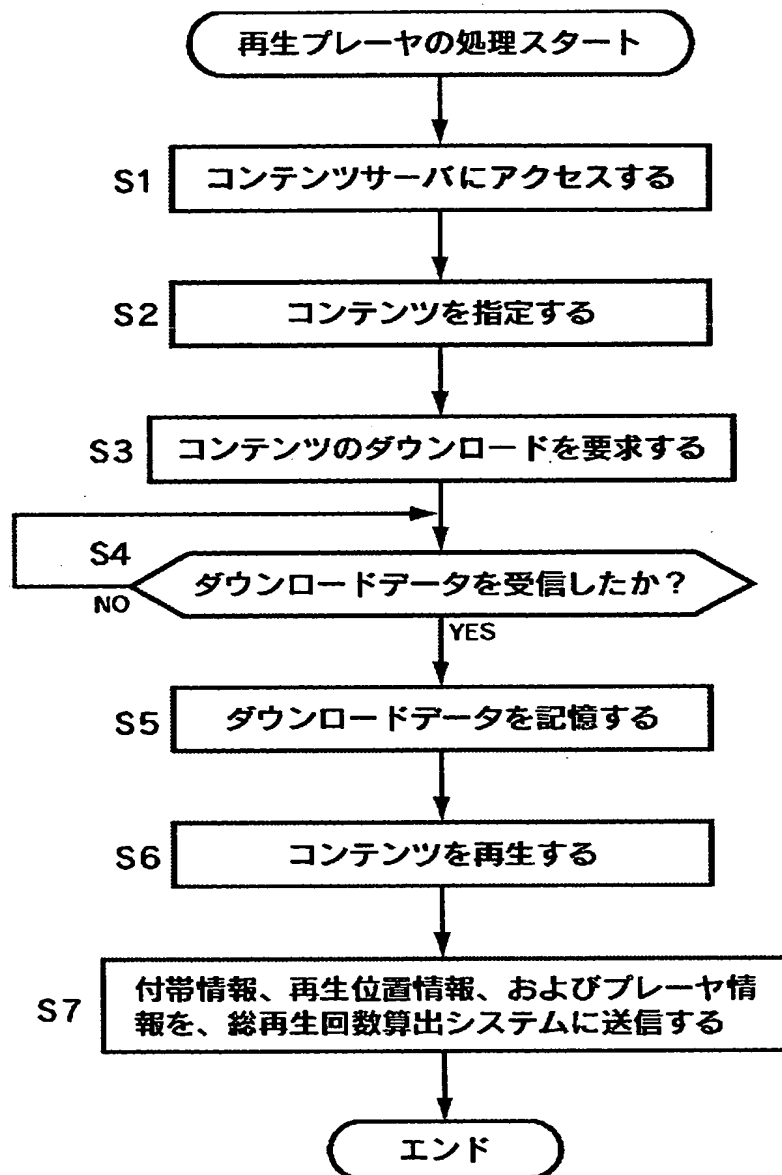 再生プレーヤの処理スタート
S1 コンテンツサーバにアクセスする
S2 コンテンツを指定する
S3 コンテンツのダウンロードを要求する
S4 ダウンロードデータを受信したか？
NO
YES
S5 ダウンロードデータを記憶する
S6 コンテンツを再生する
S7 付帯情報、再生位置情報、およびプレーヤ情
報を、総再生回数算出システムに送信する
エンド